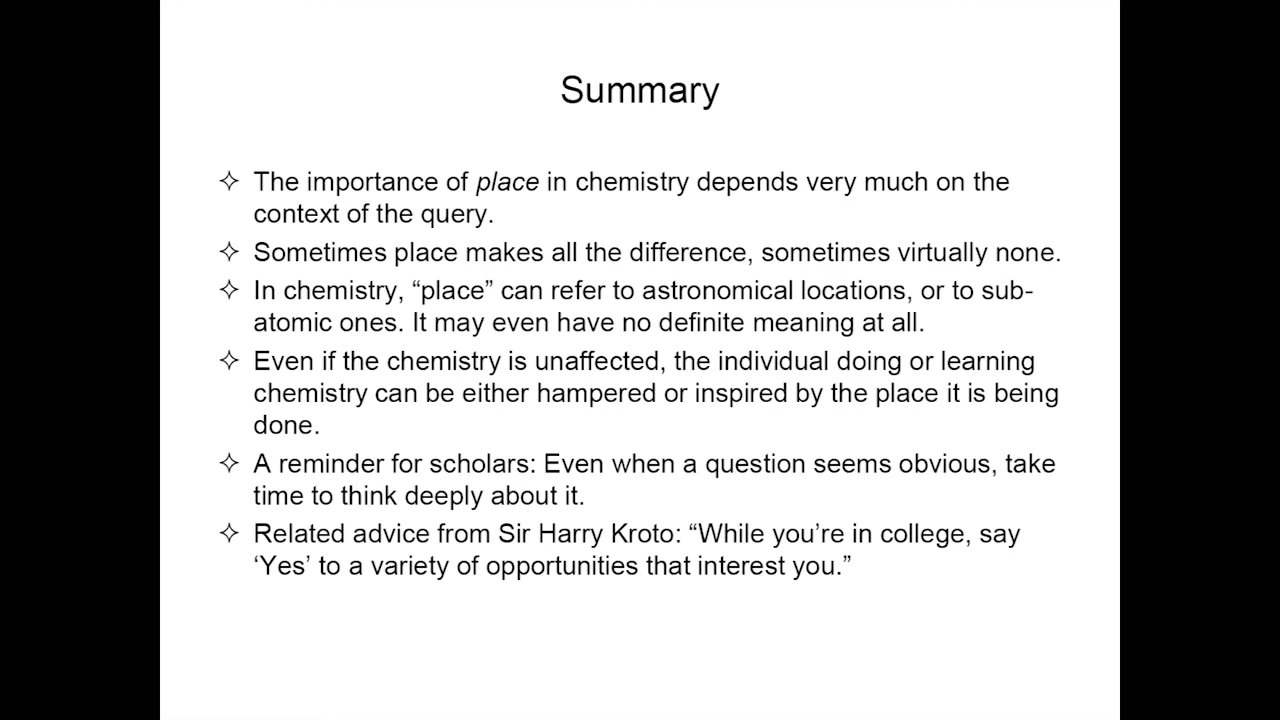 Summary
✧ The importance of place in chemistry depends very much on the
context of the query.
✧ Sometimes place makes all the difference, sometimes virtually none.
✧ In chemistry, “place” can refer to astronomical locations, or to sub-
atomic ones. It may even have no definite meaning at all.
✧ Even if the chemistry is unaffected, the individual doing or learning
chemistry can be either hampered or inspired by the place it is being
done.
✧ A reminder for scholars: Even when a question seems obvious, take
time to think deeply about it.
✧ Related advice from Sir Harry Kroto: “While you’re in college, say
‘Yes’ to a variety of opportunities that interest you.”